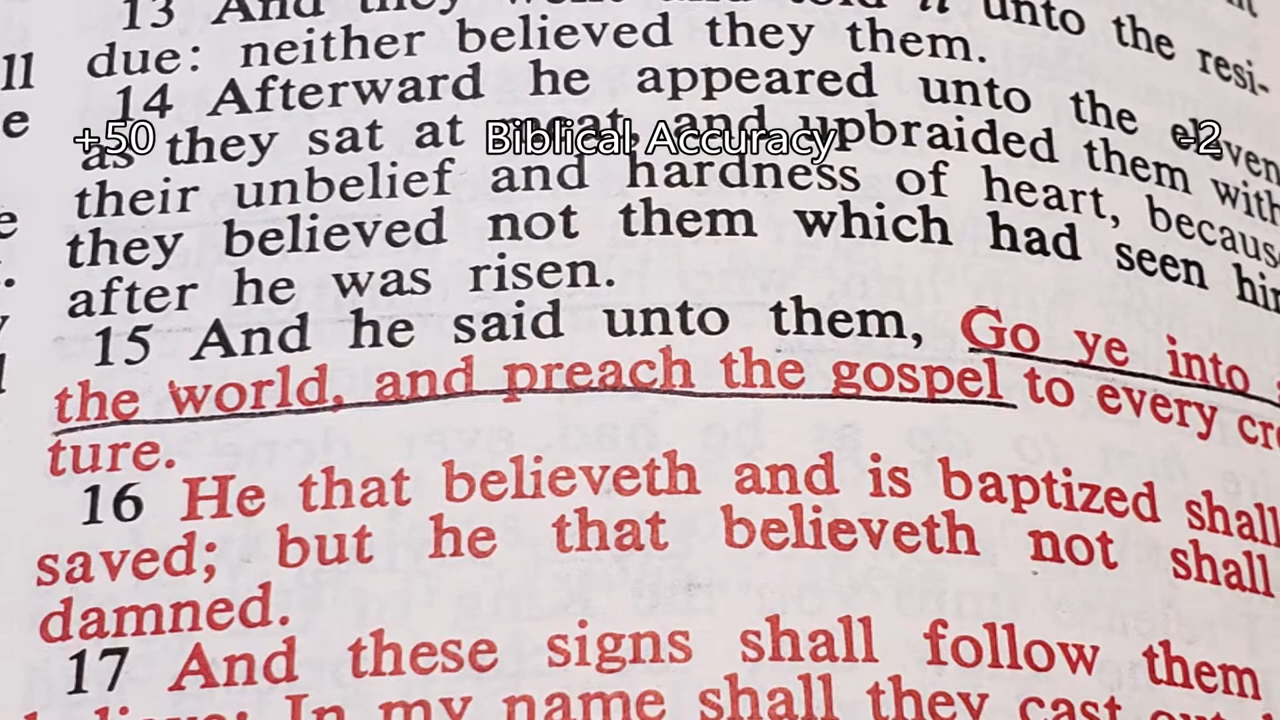 13 And they went and told it unto the resi-
due: neither believed they them.
14 Afterward he appeared unto the eleven
as they sat at meat, and upbraided them with
their unbelief and hardness of heart, becaus
they believed not them which had seen hi
after he was risen.
15 And he said unto them, Go ye into
the world, and preach the gospel to every cr
ture.
16 He that believeth and is baptized shall
saved; but he that believeth not shall
damned.
17 And these signs shall follow them
In my name shall they cast
+50 Biblical Accuracy -2